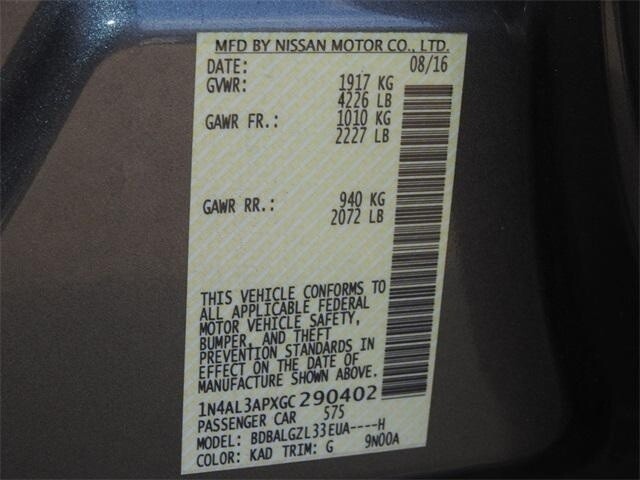 MFD BY NISSAN MOTOR CO., LTD.
DATE: 08/16
GVWR: 1917 KG
4226 LB
GAWR FR.: 1010 KG
2227 LB
GAWR RR.: 940 KG
2072 LB
THIS VEHICLE CONFORMS TO
ALL APPLICABLE FEDERAL
MOTOR VEHICLE SAFETY,
BUMPER, AND THEFT
PREVENTION STANDARDS IN
EFFECT ON THE DATE OF
MANUFACTURE SHOWN ABOVE.
1N4AL3APXGC290402
PASSENGER CAR 575
MODEL: BDBALGZL33EUA----H
COLOR: KAD TRIM: G 9N00A